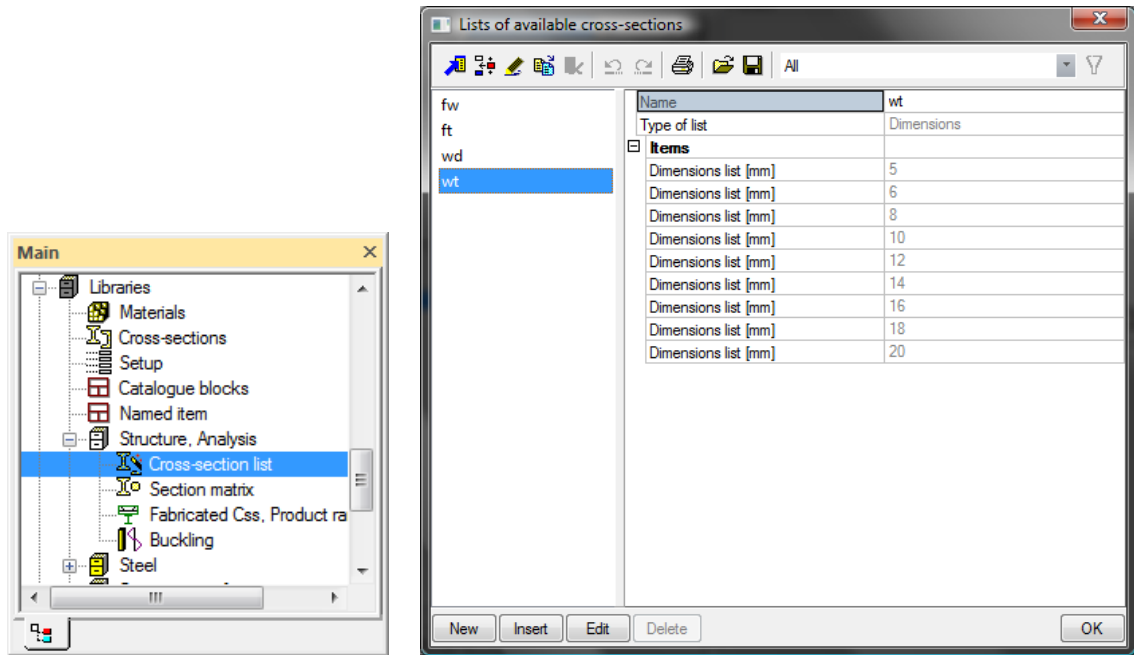 Lists of available cross-sections
All
fw
ft
wd
wt
Name wt
Type of list Dimensions
Items
Dimensions list [mm] 5
Dimensions list [mm] 6
Dimensions list [mm] 8
Dimensions list [mm] 10
Dimensions list [mm] 12
Dimensions list [mm] 14
Dimensions list [mm] 16
Dimensions list [mm] 18
Dimensions list [mm] 20
New Insert Edit Delete OK
Main
Libraries
Materials
Cross-sections
Setup
Catalogue blocks
Named item
Structure, Analysis
Cross-section list
Section matrix
Fabricated Css, Product ra
Buckling
Steel